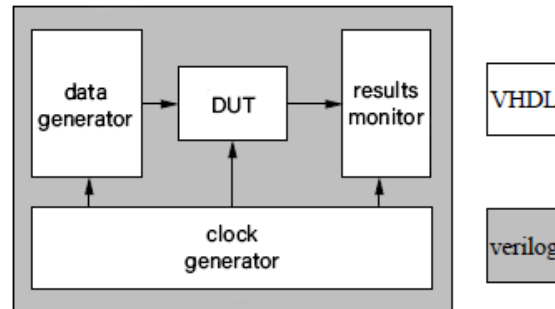 data
generator
DUT
results
monitor
clock
generator
VHDL
verilog